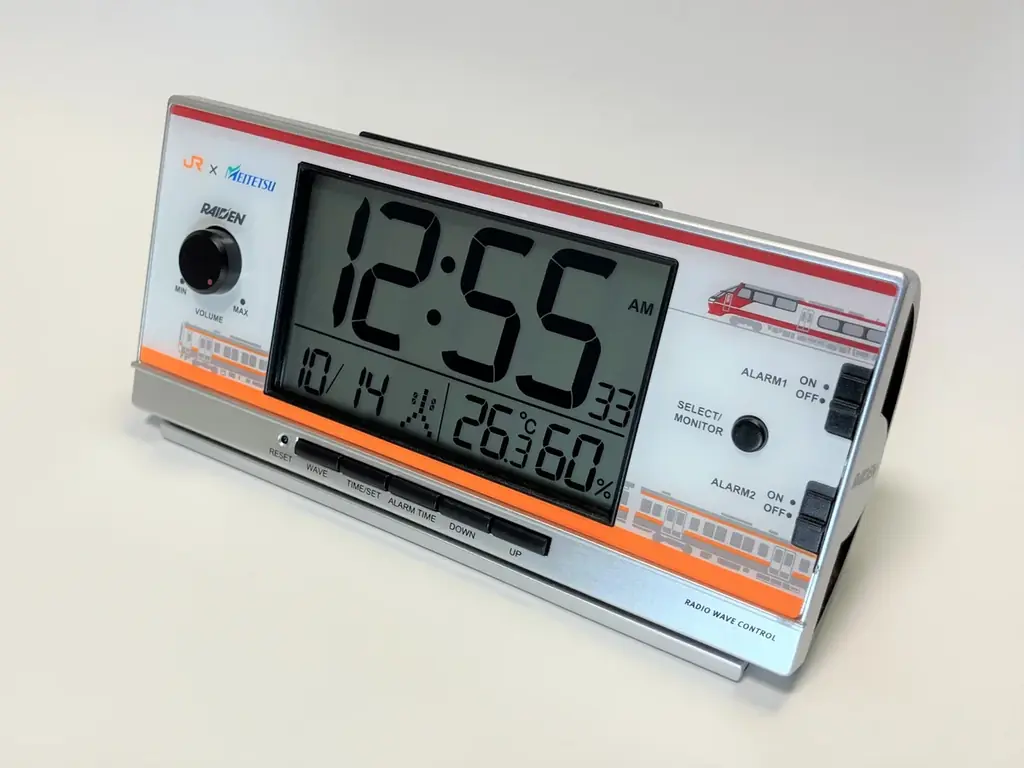 JR × MEITETSU
RAIDEN
MIN
MAX
VOLUME
12:55
AM
33
10/14 火
26.3℃
60%
ALARM1
ON
OFF
SELECT/
MONITOR
ALARM2
ON
OFF
RESET
WAVE
TIME/SET
ALARM TIME
DOWN
UP
RADIO WAVE CONTROL